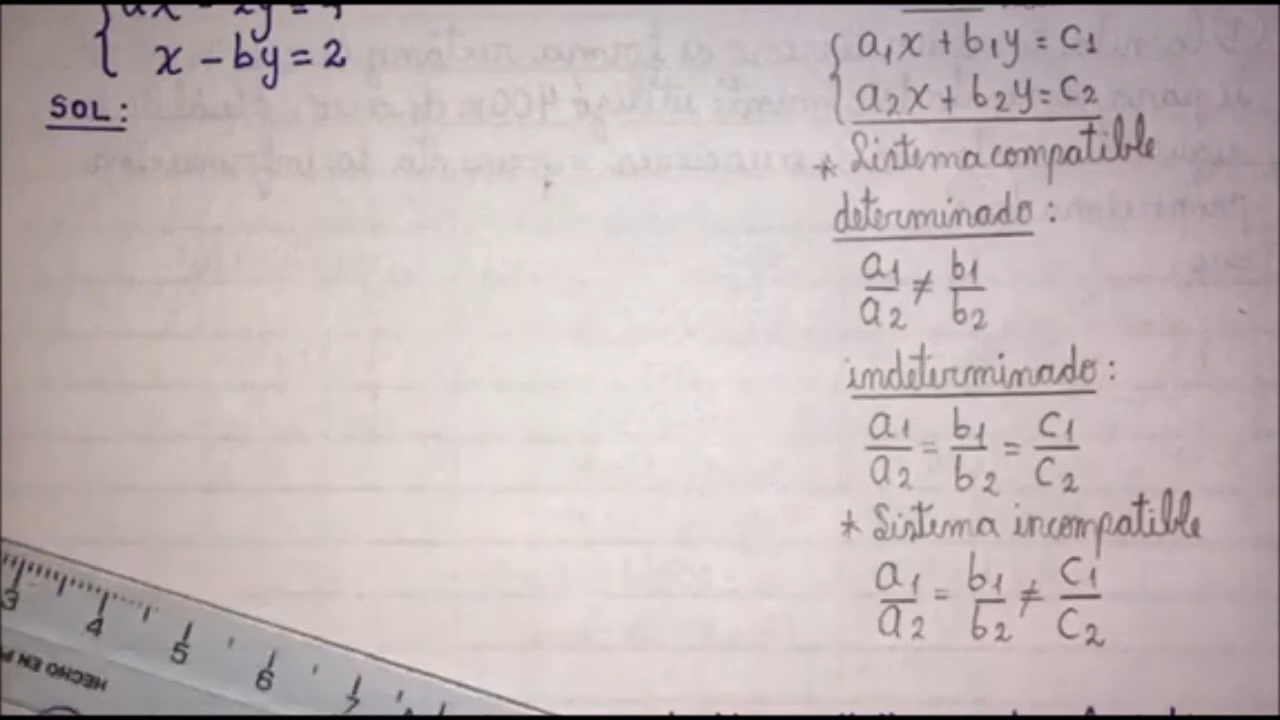 x - by = 2
SOL:
a₁x + b₁y = c₁
a₂x + b₂y = c₂
* Sistema compatible
determinado:
a₁/a₂ ≠ b₁/b₂
indeterminado:
a₁/a₂ = b₁/b₂ = c₁/c₂
* Sistema incompatible
a₁/a₂ = b₁/b₂ ≠ c₁/c₂
3 4 5 6 7
HECHO EN